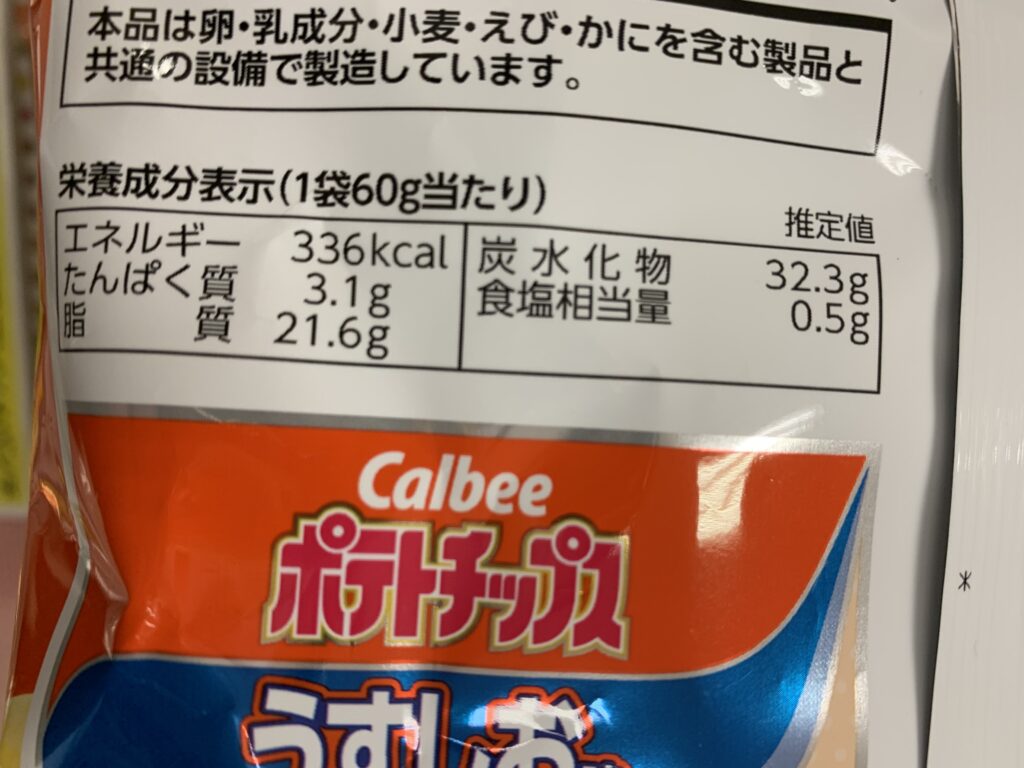 本品は卵・乳成分・小麦・えび・かにを含む製品と
共通の設備で製造しています。
栄養成分表示(1袋60g当たり)
推定値
エネルギー 336kcal
たんぱく質 3.1g
脂質 21.6g
炭水化物 32.3g
食塩相当量 0.5g
Calbee
ポテトチップス
うすしお
*